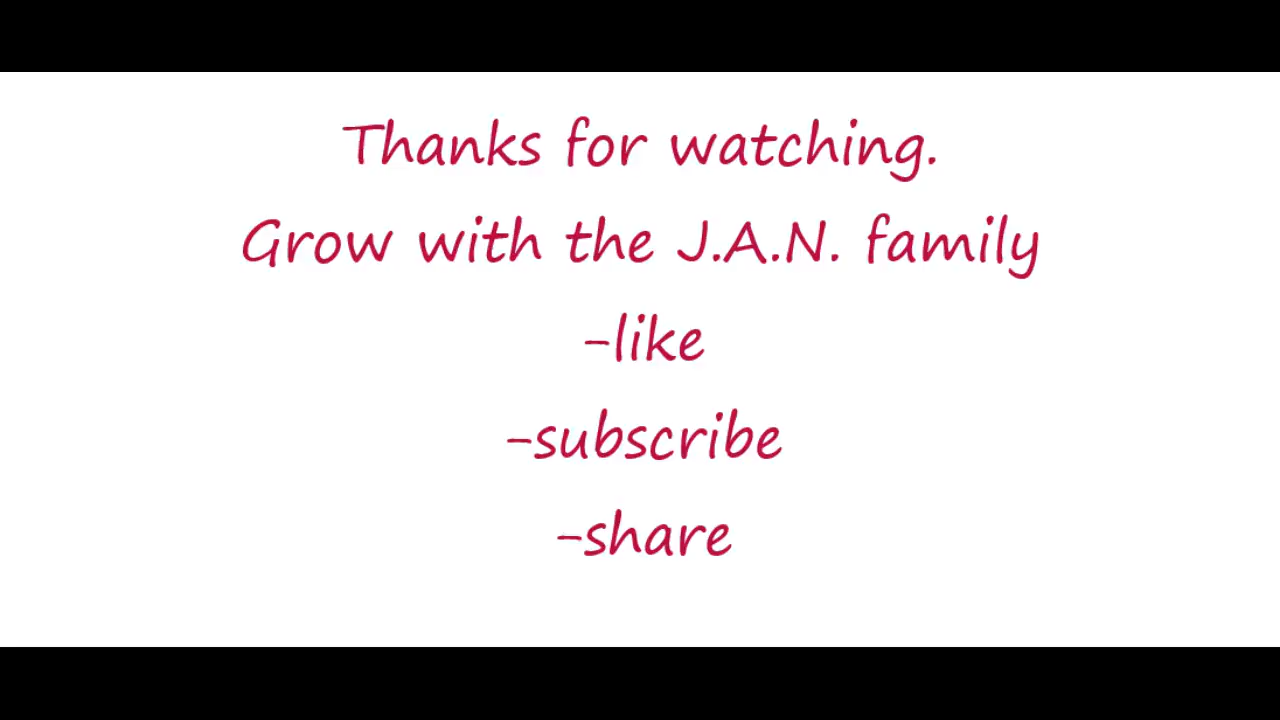 Thanks for watching.
Grow with the J.A.N. family
-like
-subscribe
-share